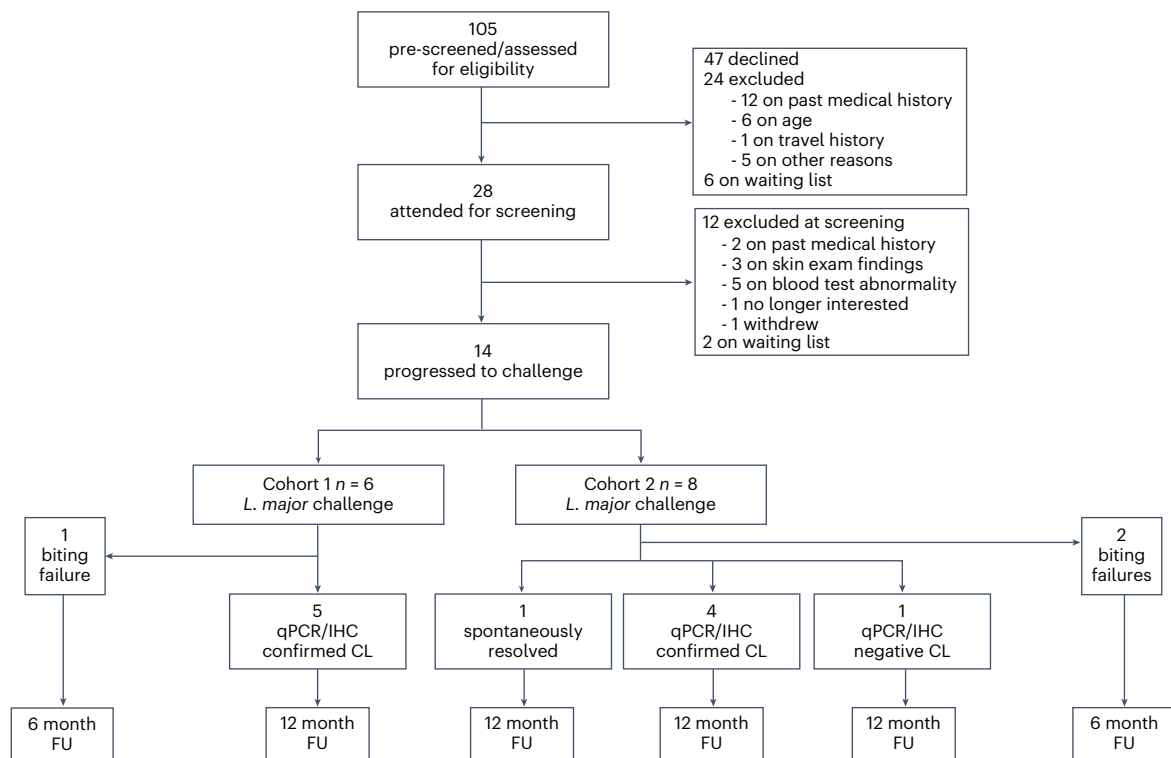 105
pre-screened/assessed
for eligibility
47 declined
24 excluded
- 12 on past medical history
- 6 on age
- 1 on travel history
- 5 on other reasons
6 on waiting list
28
attended for screening
12 excluded at screening
- 2 on past medical history
- 3 on skin exam findings
- 5 on blood test abnormality
- 1 no longer interested
- 1 withdrew
2 on waiting list
14
progressed to challenge
Cohort 1 n = 6
L. major challenge
Cohort 2 n = 8
L. major challenge
1
biting
failure
2
biting
failures
5
qPCR/IHC
confirmed CL
1
spontaneously
resolved
4
qPCR/IHC
confirmed CL
1
qPCR/IHC
negative CL
6 month
FU
12 month
FU
12 month
FU
12 month
FU
12 month
FU
6 month
FU